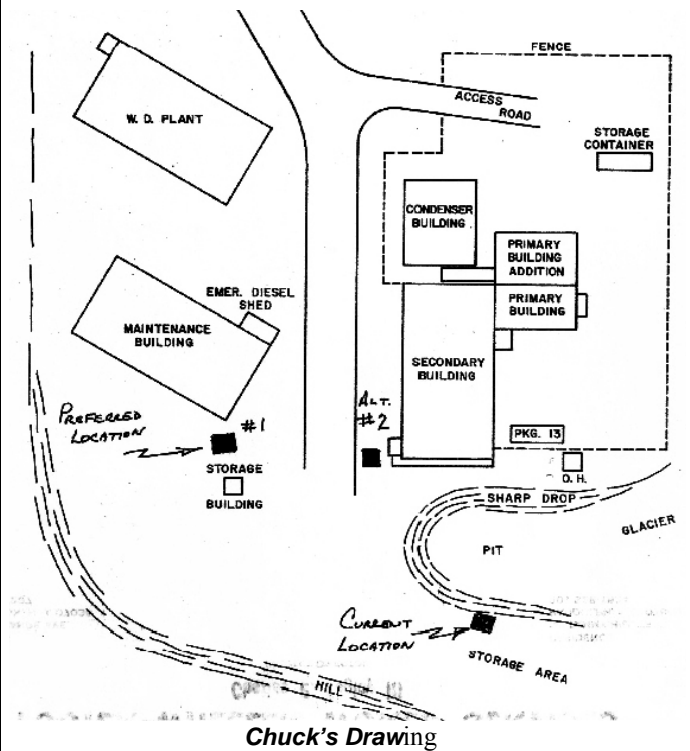 FENCE
ACCESS
ROAD
W. D. PLANT
STORAGE
CONTAINER
CONDENSER
BUILDING
PRIMARY
BUILDING
ADDITION
EMER. DIESEL
SHED
PRIMARY
BUILDING
MAINTENANCE
BUILDING
SECONDARY
BUILDING
PREFERRED
LOCATION
#1
ALT.
#2
PKG. 13
STORAGE
BUILDING
O. H.
SHARP DROP
GLACIER
PIT
CURRENT
LOCATION
STORAGE AREA
HILL
Chuck's Drawing